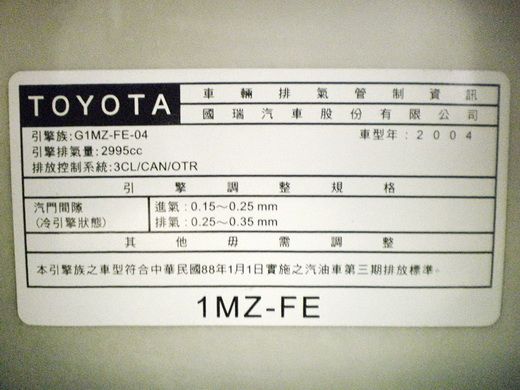 TOYOTA
車輛排氣管制資訊
國瑞汽車股份有限公司
引擎族:G1MZ-FE-04
車型年:2004
引擎排氣量:2995cc
排放控制系統:3CL/CAN/OTR
引擎調整規格
汽門間隙
(冷引擎狀態)
進氣:0.15～0.25 mm
排氣:0.25～0.35 mm
其他毋需調整
本引擎族之車型符合中華民國88年1月1日實施之汽油車第三期排放標準。
1MZ-FE